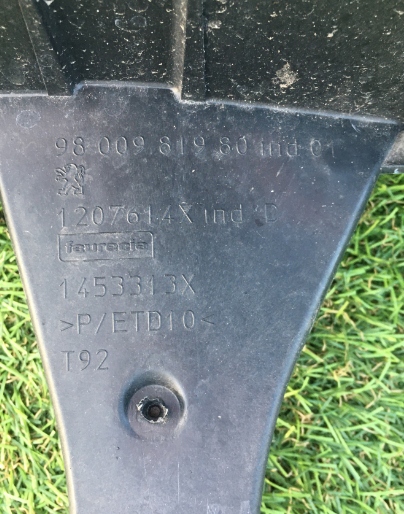 98 009 819 80 ind 01
1207614X ind D
faurecia
1453313X
>P/ETD10<
T92